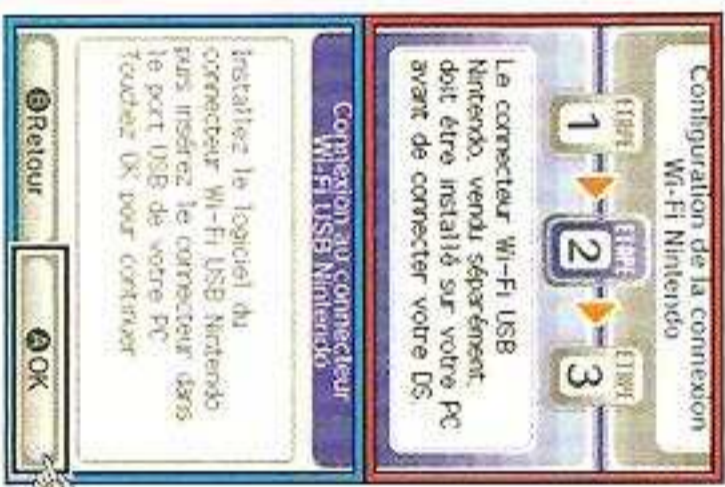 Configuration de la connexion
Wi-Fi Nintendo
ETAPE ETAPE ETAPE
1 2 3
Le connecteur Wi-Fi USB
Nintendo, vendu séparément,
doit être installé sur votre PC
avant de connecter votre DS.
Connexion au connecteur
Wi-Fi USB Nintendo
Installez le logiciel du
connecteur Wi-Fi USB Nintendo
puis insérez le connecteur dans
le port USB de votre PC.
Touchez OK pour continuer.
B Retour
A OK